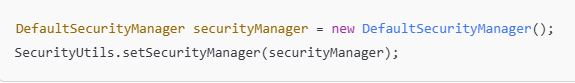 DefaultSecurityManager securityManager = new DefaultSecurityManager();
SecurityUtils.setSecurityManager(securityManager);